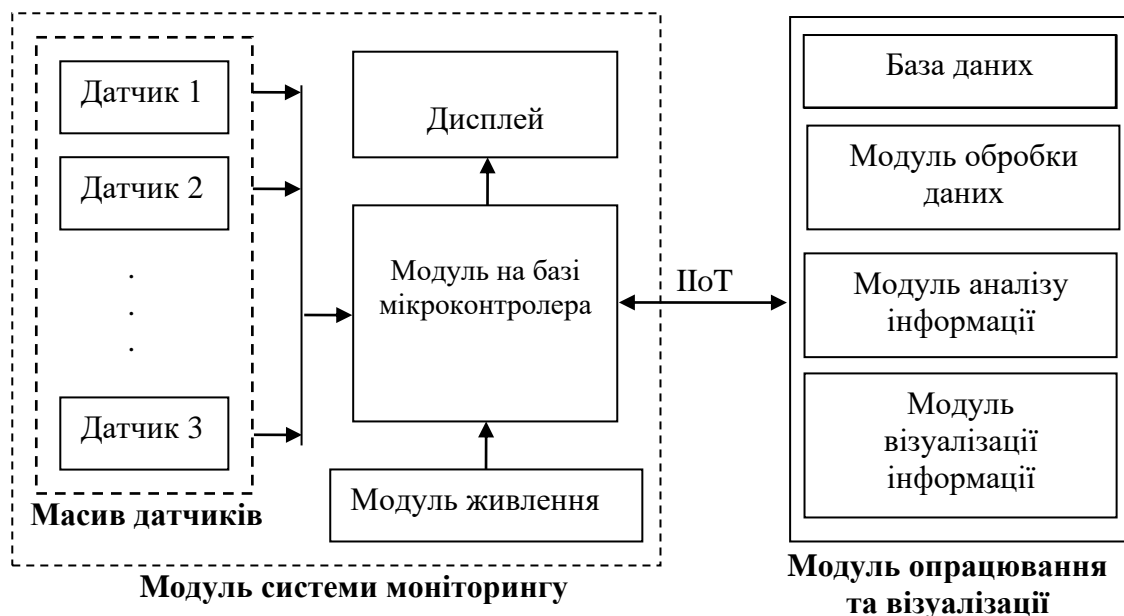 Датчик 1
Датчик 2
.
.
.
Датчик 3
Масив датчиків
Дисплей
Модуль на базі
мікроконтролера
Модуль живлення
Модуль системи моніторингу
ІІоТ
База даних
Модуль обробки
даних
Модуль аналізу
інформації
Модуль
візуалізації
інформації
Модуль опрацювання
та візуалізації